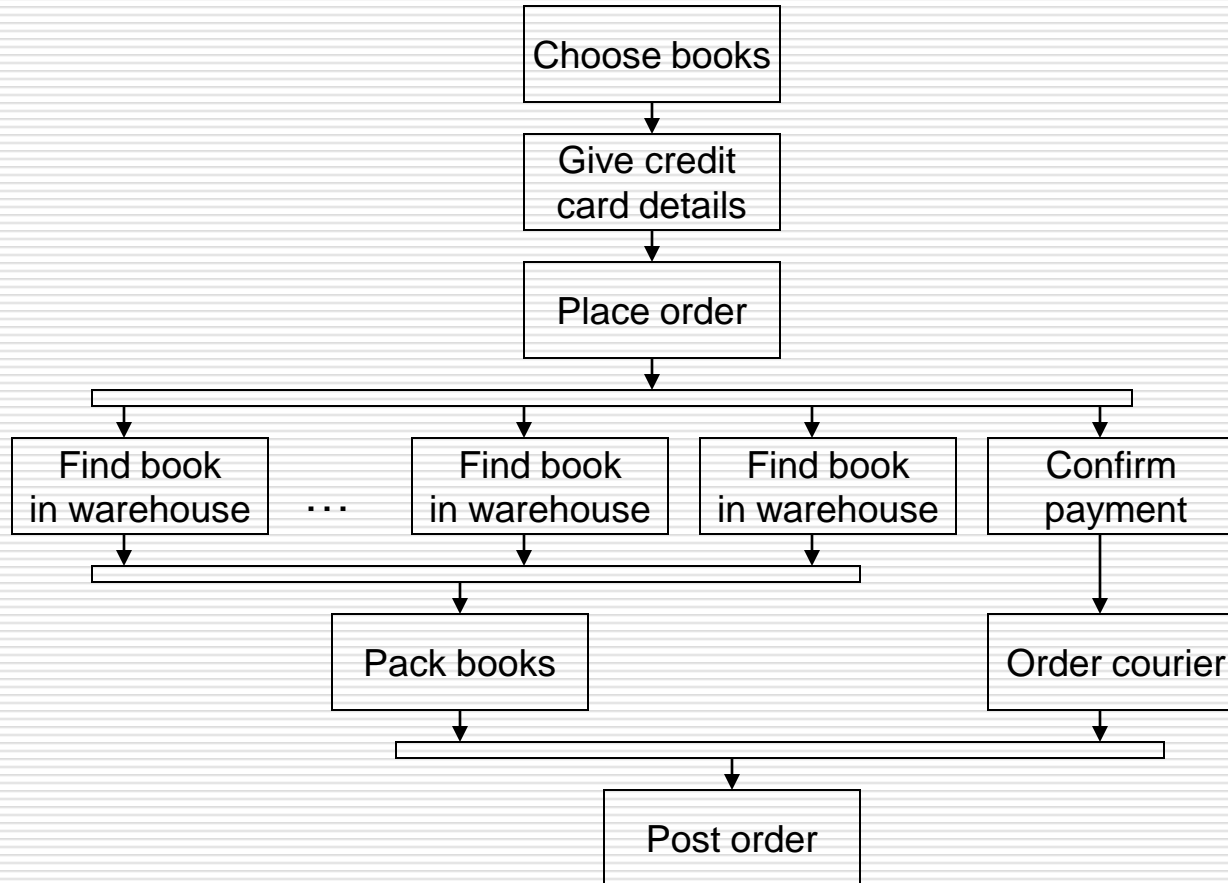 Choose books
Give credit
card details
Place order
Find book
in warehouse
...
Find book
in warehouse
Find book
in warehouse
Confirm
payment
Pack books
Order courier
Post order